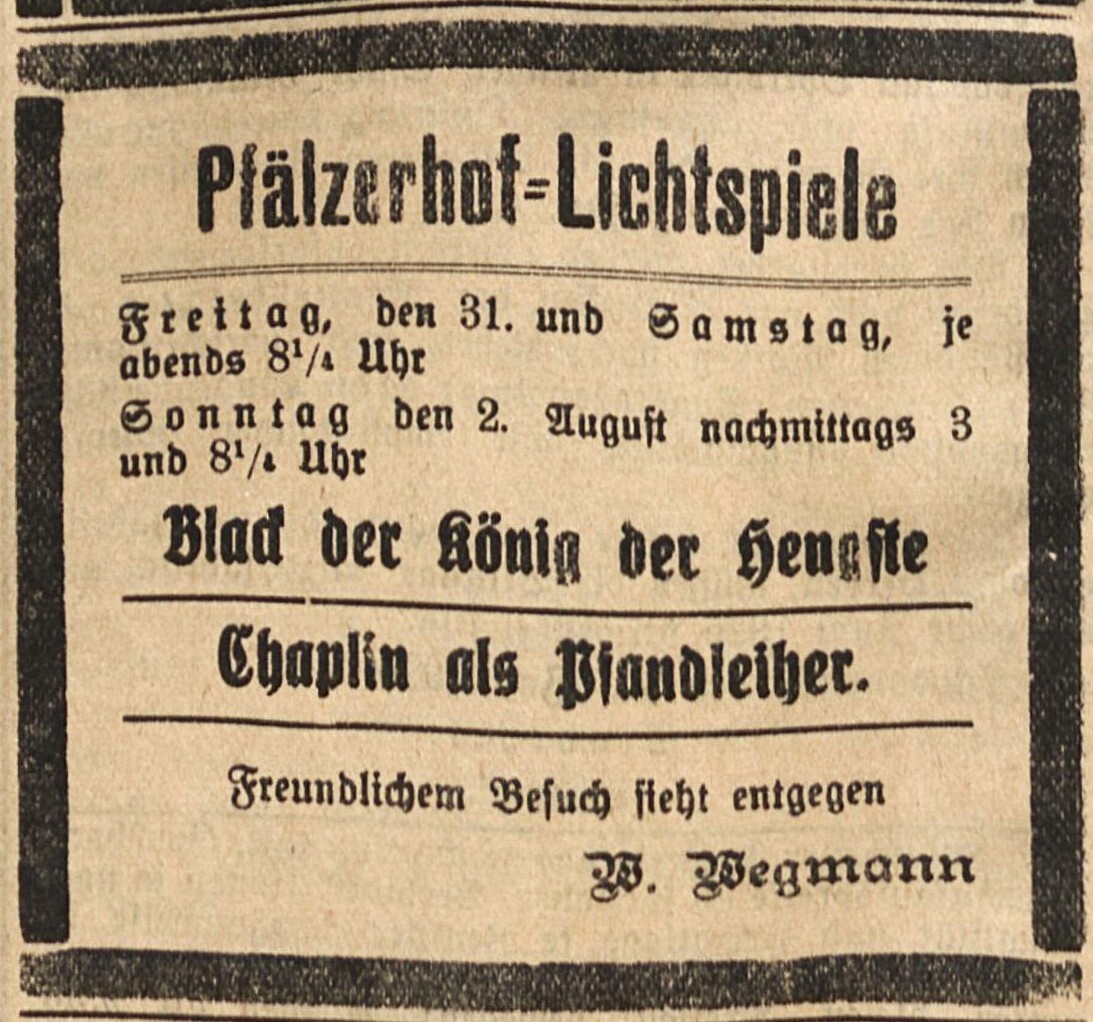 Pfälzerhof=Lichtspiele
Freitag, den 31. und Samstag, je
abends 8¹/₄ Uhr
Sonntag den 2. August nachmittags 3
und 8¹/₄ Uhr
Black der König der Hengste
Chaplin als Pfandleiher.
Freundlichem Besuch sieht entgegen
W. Wegmann